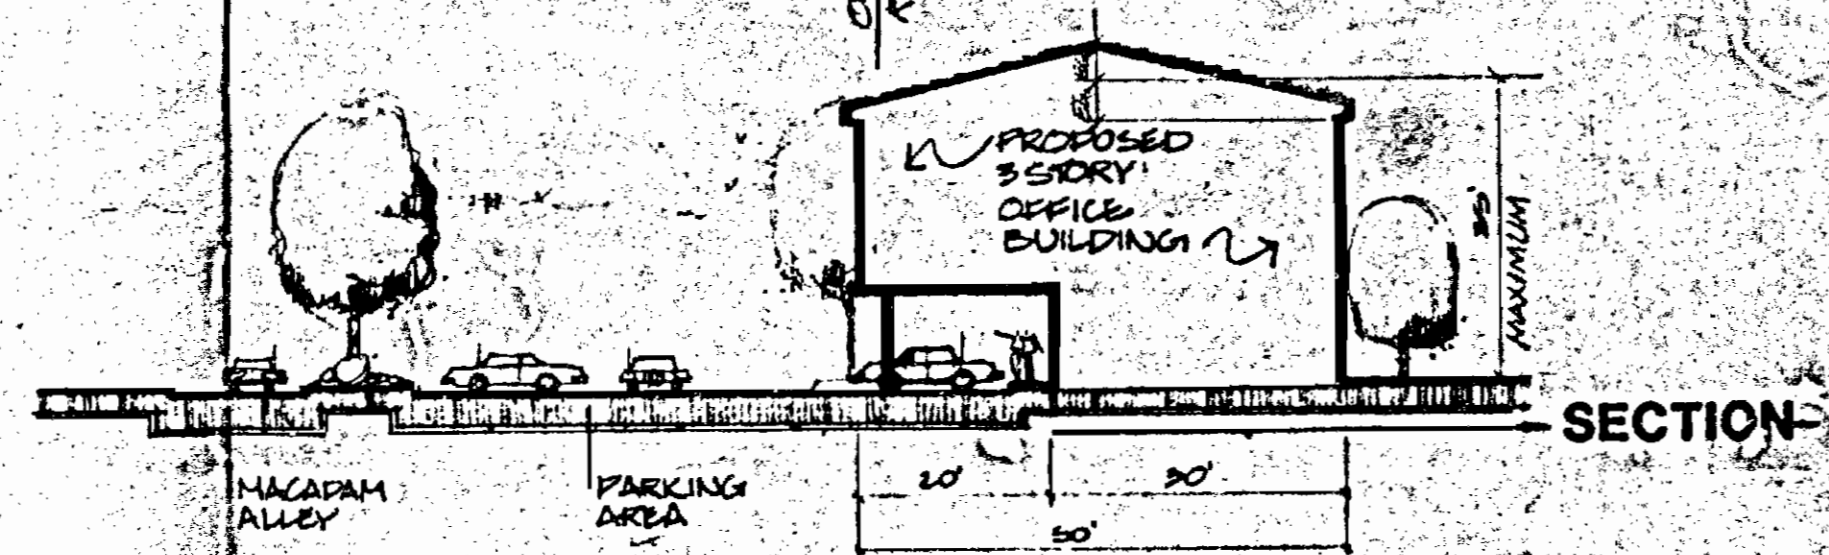 PROPOSED
3 STORY
OFFICE
BUILDING
35'
MAXIMUM
SECTION
MACADAM
ALLEY
PARKING
AREA
20'
30'
50'